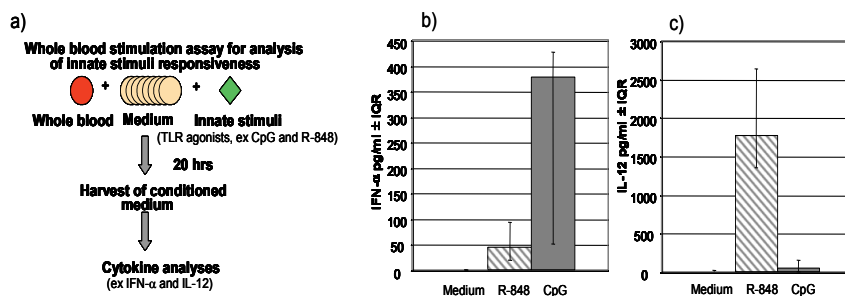 a)
Whole blood stimulation assay for analysis
of innate stimuli responsiveness
+ +
Whole blood Medium Innate stimuli
(TLR agonists, ex CpG and R-848)
20 hrs
Harvest of conditioned
medium
Cytokine analyses
(ex IFN-α and IL-12)
b)
IFN-α pg/ml ± IQR
450
400
350
300
250
200
150
100
50
0
Medium R-848 CpG
c)
IL-12 pg/ml ± IQR
3000
2500
2000
1500
1000
500
0
Medium R-848 CpG